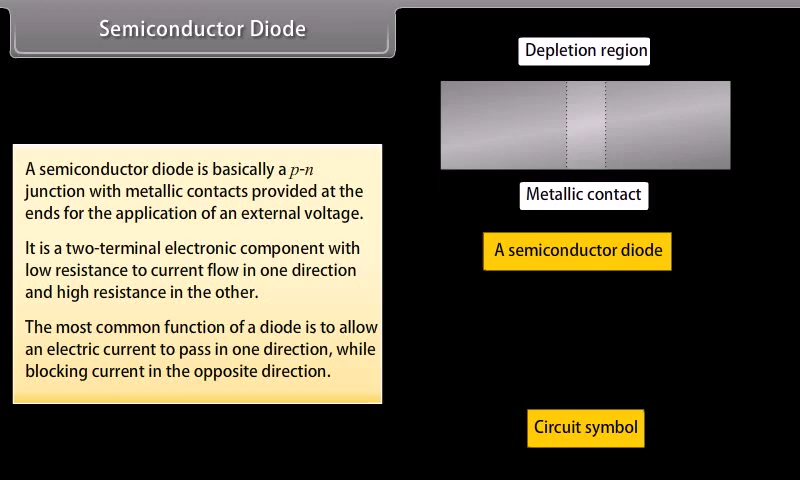 Semiconductor Diode
A semiconductor diode is basically a p-n
junction with metallic contacts provided at the
ends for the application of an external voltage.
It is a two-terminal electronic component with
low resistance to current flow in one direction
and high resistance in the other.
The most common function of a diode is to allow
an electric current to pass in one direction, while
blocking current in the opposite direction.
Depletion region
Metallic contact
A semiconductor diode
Circuit symbol